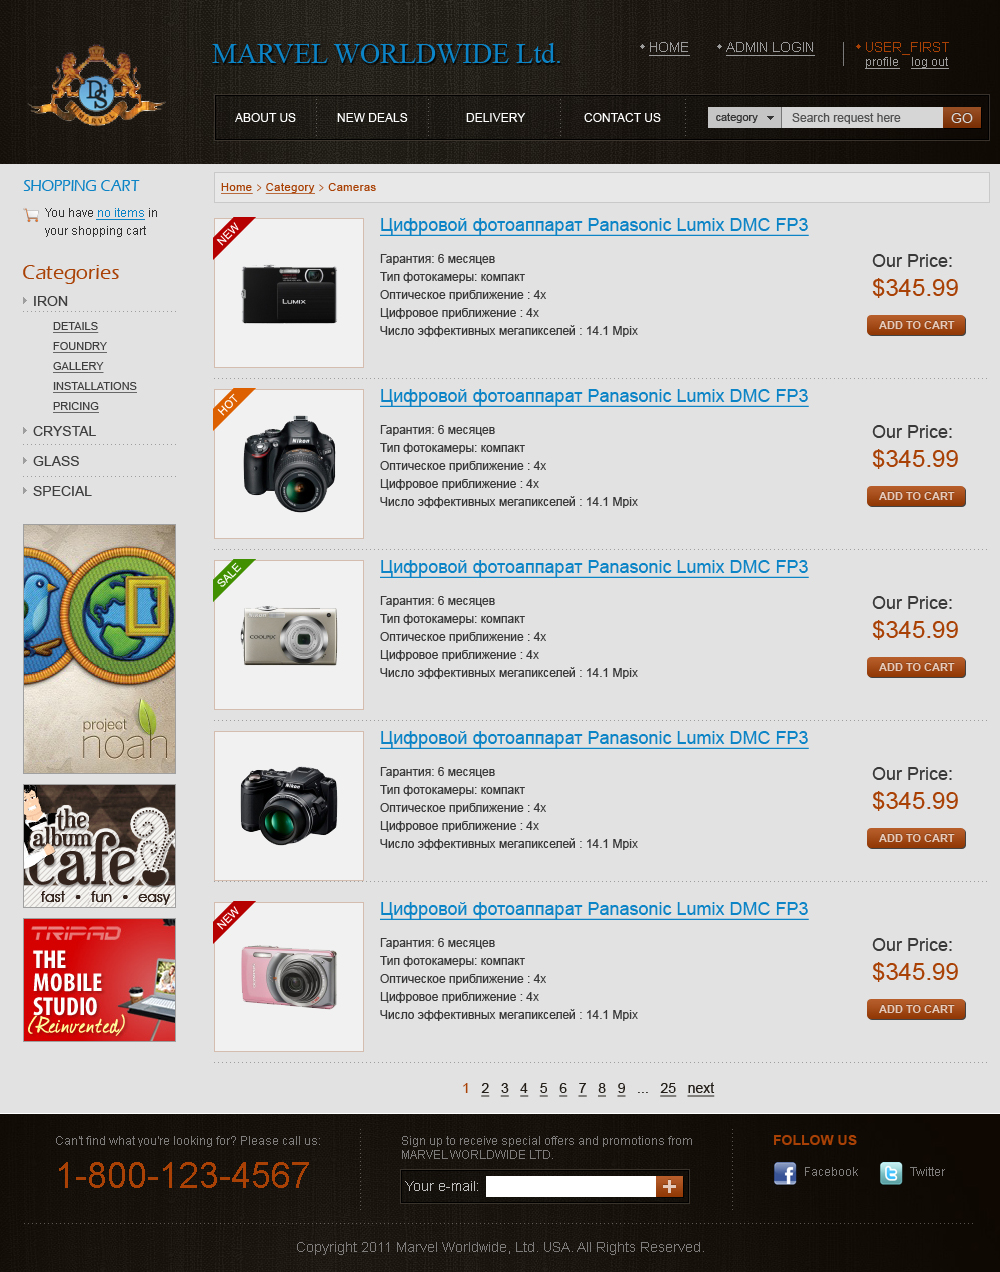 MARVEL WORLDWIDE Ltd.
HOME
ADMIN LOGIN
USER_FIRST
profile
log out
DS
MARVEL
ABOUT US
NEW DEALS
DELIVERY
CONTACT US
category
Search request here
GO
SHOPPING CART
You have no items in
your shopping cart
Categories
IRON
DETAILS
FOUNDRY
GALLERY
INSTALLATIONS
PRICING
CRYSTAL
GLASS
SPECIAL
project
noah
the
album
cafe
fast • fun • easy
TRIPAD
THE
MOBILE
STUDIO
(Reinvented)
Home > Category > Cameras
NEW
LUMIX
Цифровой фотоаппарат Panasonic Lumix DMC FP3
Гарантия: 6 месяцев
Тип фотокамеры: компакт
Оптическое приближение : 4x
Цифровое приближение : 4x
Число эффективных мегапикселей : 14.1 Mpix
Our Price:
$345.99
ADD TO CART
HOT
Nikon
Цифровой фотоаппарат Panasonic Lumix DMC FP3
Гарантия: 6 месяцев
Тип фотокамеры: компакт
Оптическое приближение : 4x
Цифровое приближение : 4x
Число эффективных мегапикселей : 14.1 Mpix
Our Price:
$345.99
ADD TO CART
SALE
COOLPIX
Цифровой фотоаппарат Panasonic Lumix DMC FP3
Гарантия: 6 месяцев
Тип фотокамеры: компакт
Оптическое приближение : 4x
Цифровое приближение : 4x
Число эффективных мегапикселей : 14.1 Mpix
Our Price:
$345.99
ADD TO CART
Nikon
Цифровой фотоаппарат Panasonic Lumix DMC FP3
Гарантия: 6 месяцев
Тип фотокамеры: компакт
Оптическое приближение : 4x
Цифровое приближение : 4x
Число эффективных мегапикселей : 14.1 Mpix
Our Price:
$345.99
ADD TO CART
NEW
Цифровой фотоаппарат Panasonic Lumix DMC FP3
Гарантия: 6 месяцев
Тип фотокамеры: компакт
Оптическое приближение : 4x
Цифровое приближение : 4x
Число эффективных мегапикселей : 14.1 Mpix
Our Price:
$345.99
ADD TO CART
1 2 3 4 5 6 7 8 9 ... 25 next
Can't find what you're looking for? Please call us:
1-800-123-4567
Sign up to receive special offers and promotions from
MARVEL WORLDWIDE LTD.
Your e-mail:
FOLLOW US
Facebook
Twitter
Copyright 2011 Marvel Worldwide, Ltd. USA. All Rights Reserved.